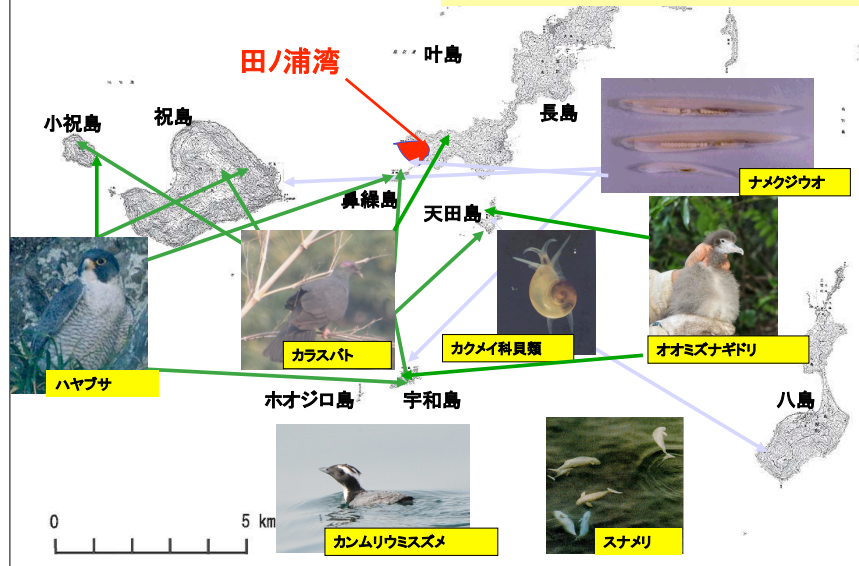 叶島
田ノ浦湾
長島
小祝島
祝島
ナメクジウオ
鼻繰島
天田島
カラスバト
カクメイ科貝類
オオミズナギドリ
ハヤブサ
ホオジロ島
宇和島
八島
0
5 km
カンムリウミスズメ
スナメリ